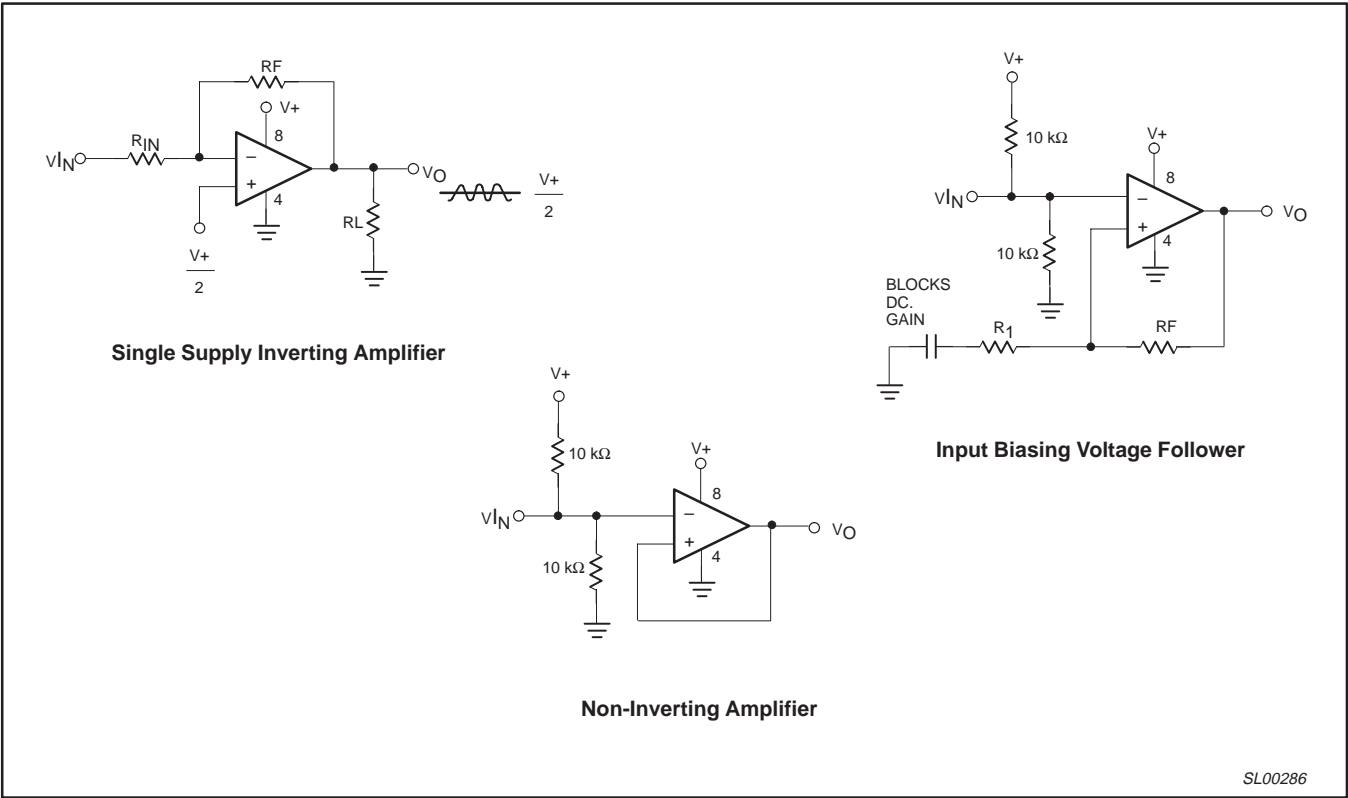 RF
V+
8
RIN
VIN
−
+
4
VO
RL
V+
2
V+
2
Single Supply Inverting Amplifier
V+
10 kΩ
V+
8
VIN
−
+
4
VO
10 kΩ
BLOCKS
DC.
GAIN
R1
RF
Input Biasing Voltage Follower
V+
10 kΩ
V+
8
VIN
−
+
4
VO
10 kΩ
Non-Inverting Amplifier
SL00286